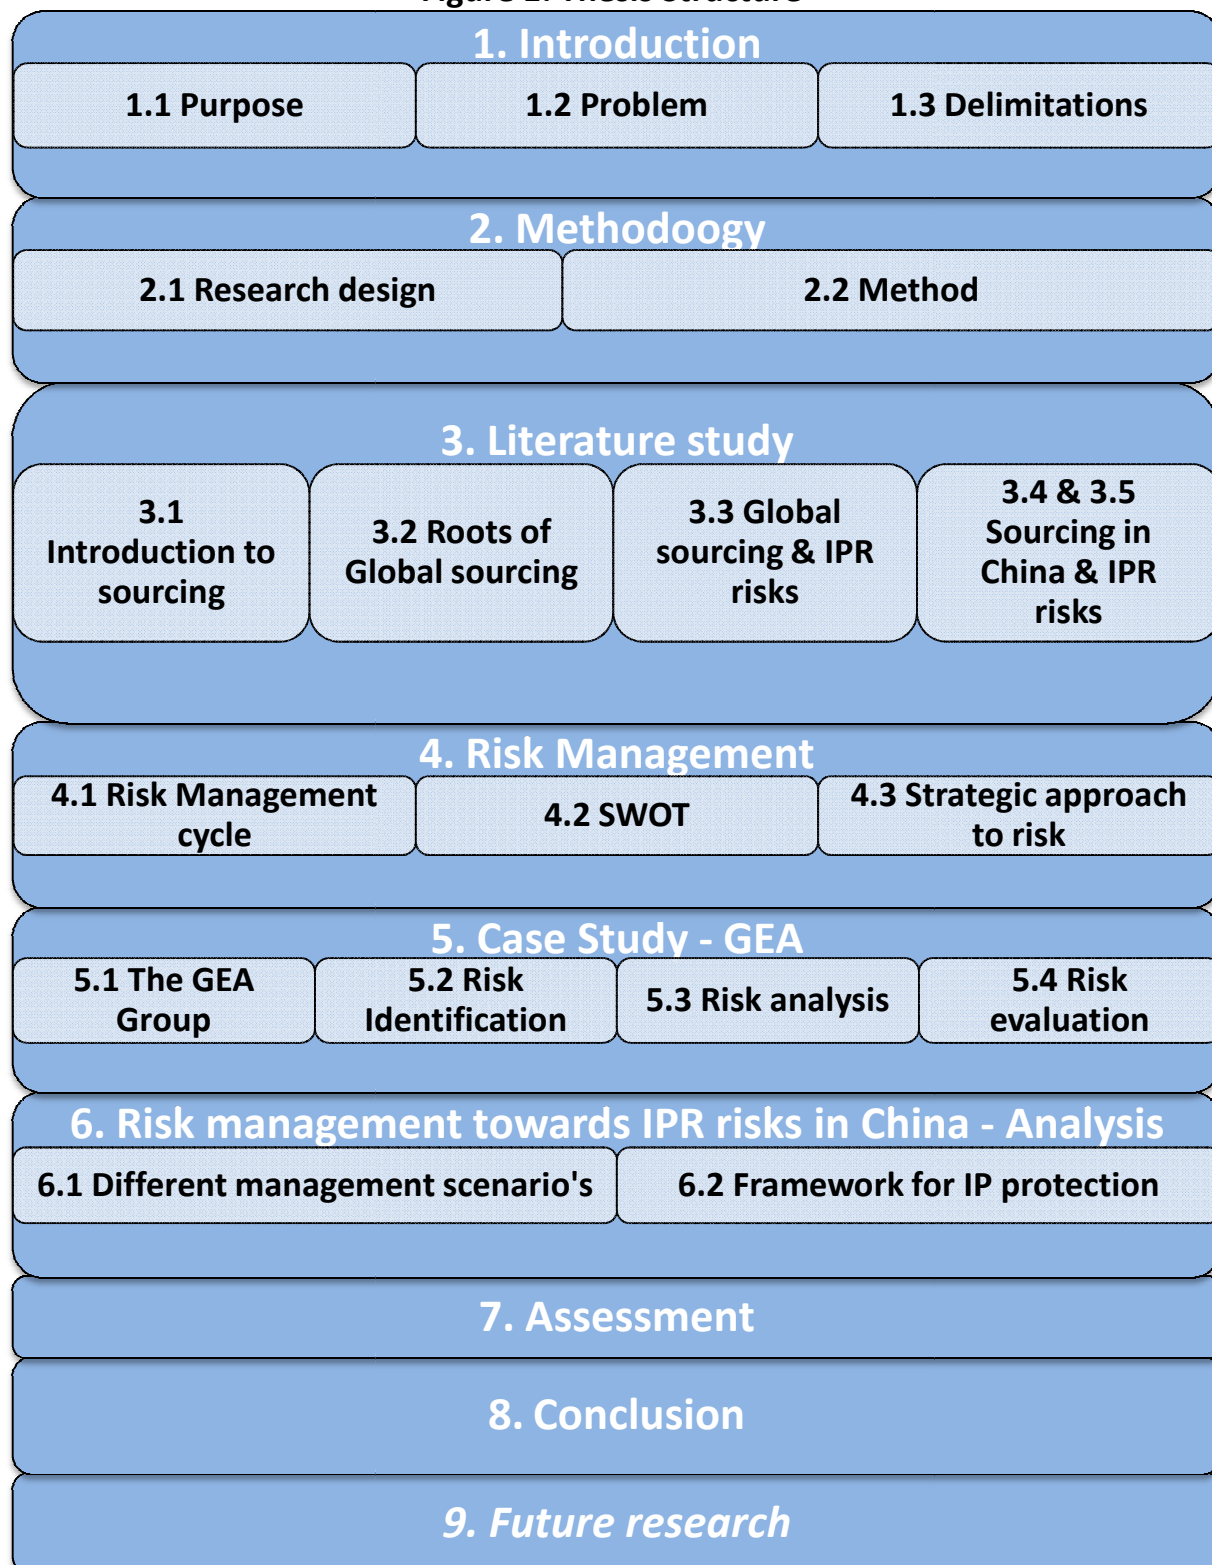 Thesis Structure
1. Introduction
1.1 Purpose
1.2 Problem
1.3 Delimitations
2. Methodoogy
2.1 Research design
2.2 Method
3. Literature study
3.1
Introduction to
sourcing
3.2 Roots of
Global sourcing
3.3 Global
sourcing & IPR
risks
3.4 & 3.5
Sourcing in
China & IPR
risks
4. Risk Management
4.1 Risk Management
cycle
4.2 SWOT
4.3 Strategic approach
to risk
5. Case Study - GEA
5.1 The GEA
Group
5.2 Risk
Identification
5.3 Risk analysis
5.4 Risk
evaluation
6. Risk management towards IPR risks in China - Analysis
6.1 Different management scenario's
6.2 Framework for IP protection
7. Assessment
8. Conclusion
9. Future research